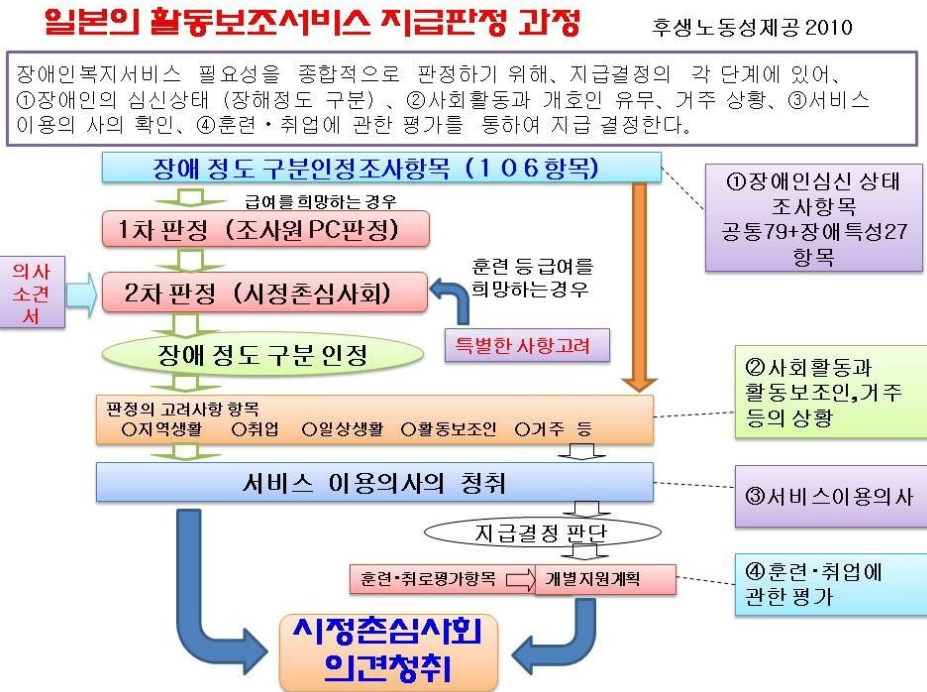 일본의 활동보조서비스 지급판정 과정
후생노동성제공 2010
장애인복지서비스 필요성을 종합적으로 판정하기 위해、지급결정의 각 단계에 있어、
①장애인의 심신상태 (장해정도 구분) 、②사회활동과 개호인 유무、거주 상황、③서비스
이용의 사의 확인、④훈련・취업에 관한 평가를 통하여 지급 결정한다。
장애 정도 구분인정조사항목 (１０６항목)
①장애인심신 상태
조사항목
공통79+장애특성27
항목
급여를 희망하는 경우
1차 판정 (조사원 PC판정)
의사
소견
서
2차 판정 (시정촌심사회)
훈련 등 급여를
희망하는경우
특별한 사항고려
장애 정도 구분 인정
②사회활동과
활동보조인,거주
등의 상황
판정의 고려사항 항목
○지역생활 ○취업 ○일상생활 ○활동보조인 ○거주 등
서비스 이용의사의 청취
③서비스이용의사
지급결정 판단
훈련・취로평가항목
개별지원계획
④훈련・취업에
관한 평가
시정촌심사회
의견청취